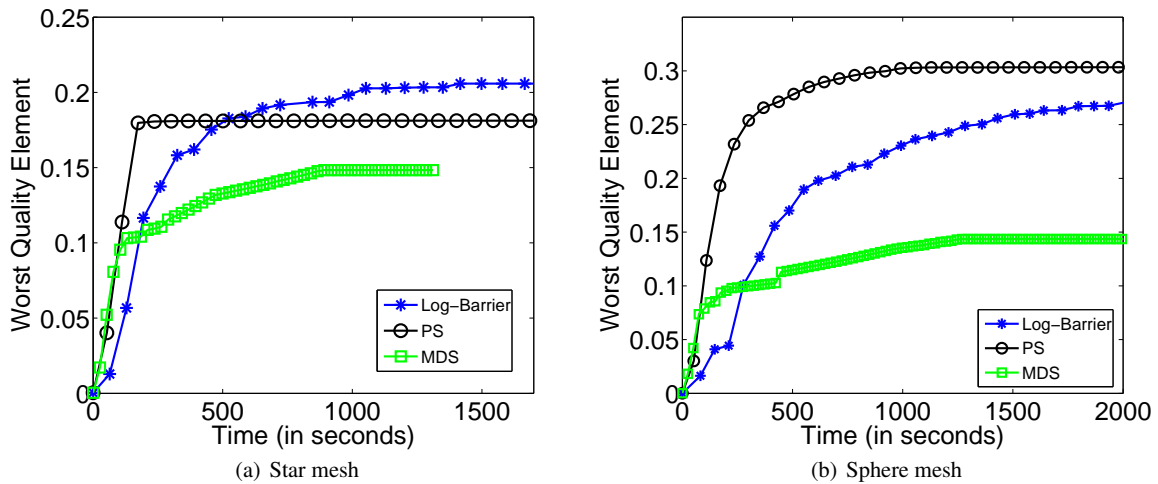 0.25
0.2
0.15
0.1
0.05
0
Worst Quality Element
0 500 1000 1500
Time (in seconds)
Log-Barrier
PS
MDS
(a) Star mesh
0.3
0.25
0.2
0.15
0.1
0.05
0
Worst Quality Element
0 500 1000 1500 2000
Time (in seconds)
Log-Barrier
PS
MDS
(b) Sphere mesh